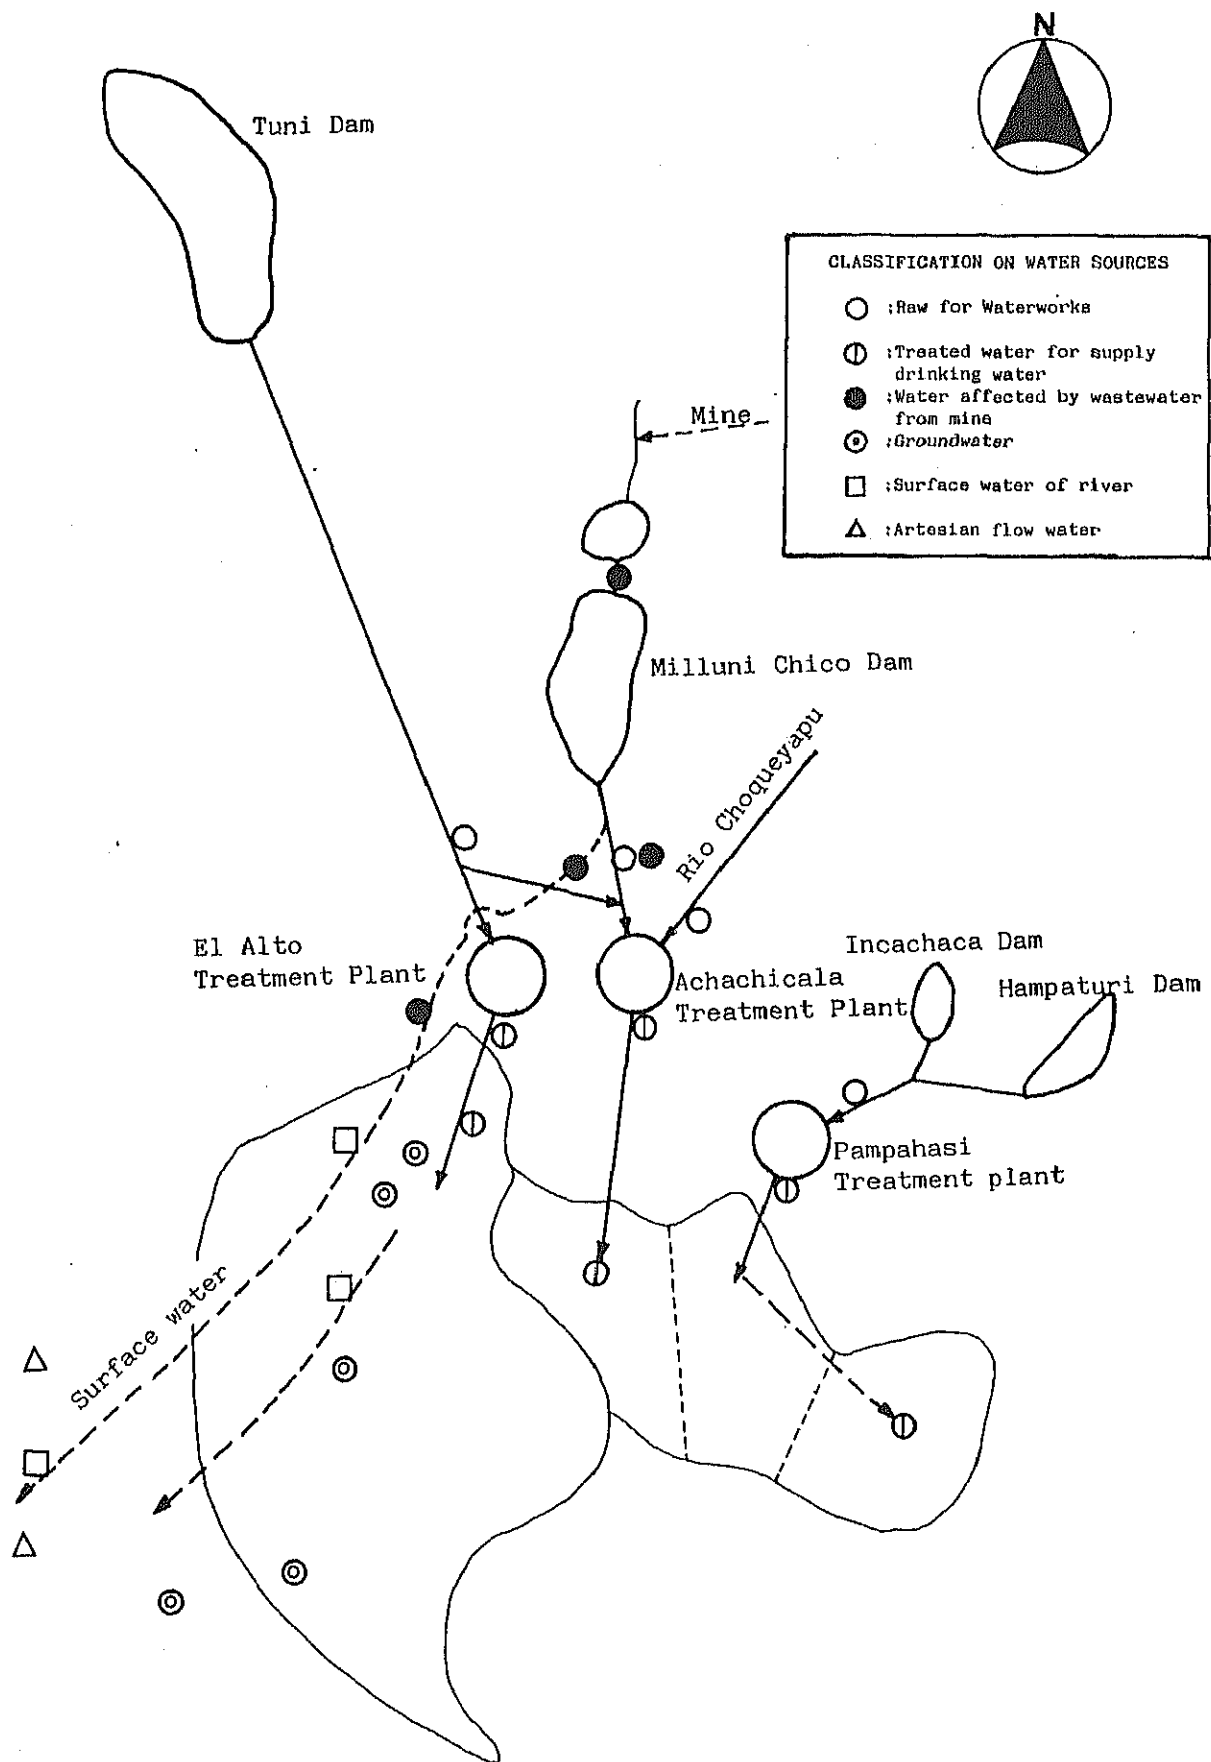 N
Tuni Dam
CLASSIFICATION ON WATER SOURCES
:Raw for Waterworks
:Treated water for supply
drinking water
:Water affected by wastewater
from mine
:Groundwater
:Surface water of river
:Artesian flow water
Mine
Milluni Chico Dam
Rio Choqueyapu
El Alto
Treatment Plant
Achachicala
Treatment Plant
Incachaca Dam
Hampaturi Dam
Pampahasi
Treatment plant
Surface water